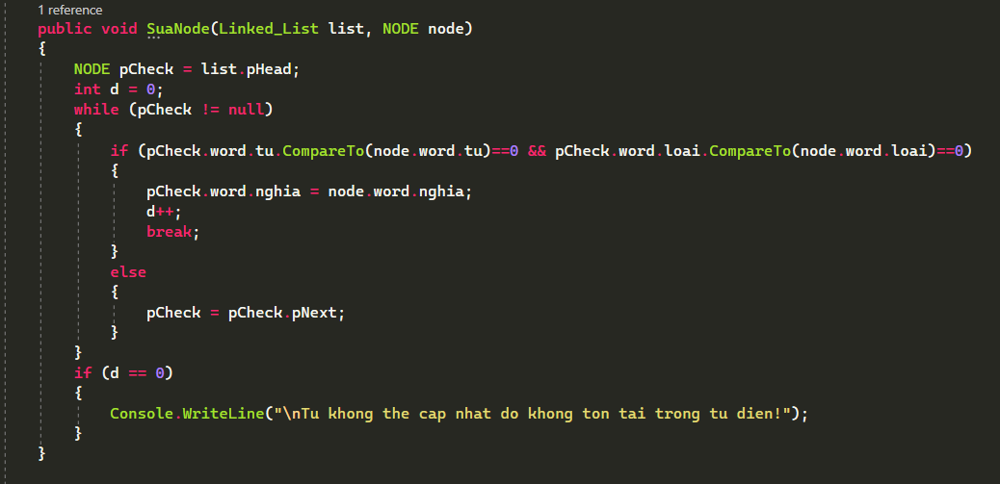 1 reference
public void SuaNode(Linked_List list, NODE node)
{
NODE pCheck = list.pHead;
int d = 0;
while (pCheck != null)
{
if (pCheck.word.tu.CompareTo(node.word.tu)==0 && pCheck.word.loai.CompareTo(node.word.loai)==0)
{
pCheck.word.nghia = node.word.nghia;
d++;
break;
}
else
{
pCheck = pCheck.pNext;
}
}
if (d == 0)
{
Console.WriteLine("\nTu khong the cap nhat do khong ton tai trong tu dien!");
}
}